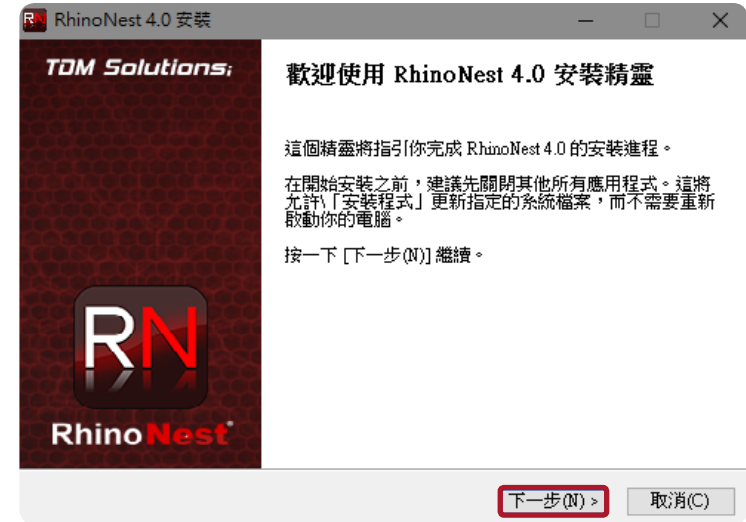 RN RhinoNest 4.0 安裝
TDM Solutions;
歡迎使用 RhinoNest 4.0 安裝精靈
這個精靈將指引你完成 RhinoNest 4.0 的安裝進程。
在開始安裝之前，建議先關閉其他所有應用程式。這將
允許\「安裝程式」更新指定的系統檔案，而不需要重新
啟動你的電腦。
按一下 [下一步(N)] 繼續。
RN
RhinoNest®
下一步(N) >
取消(C)